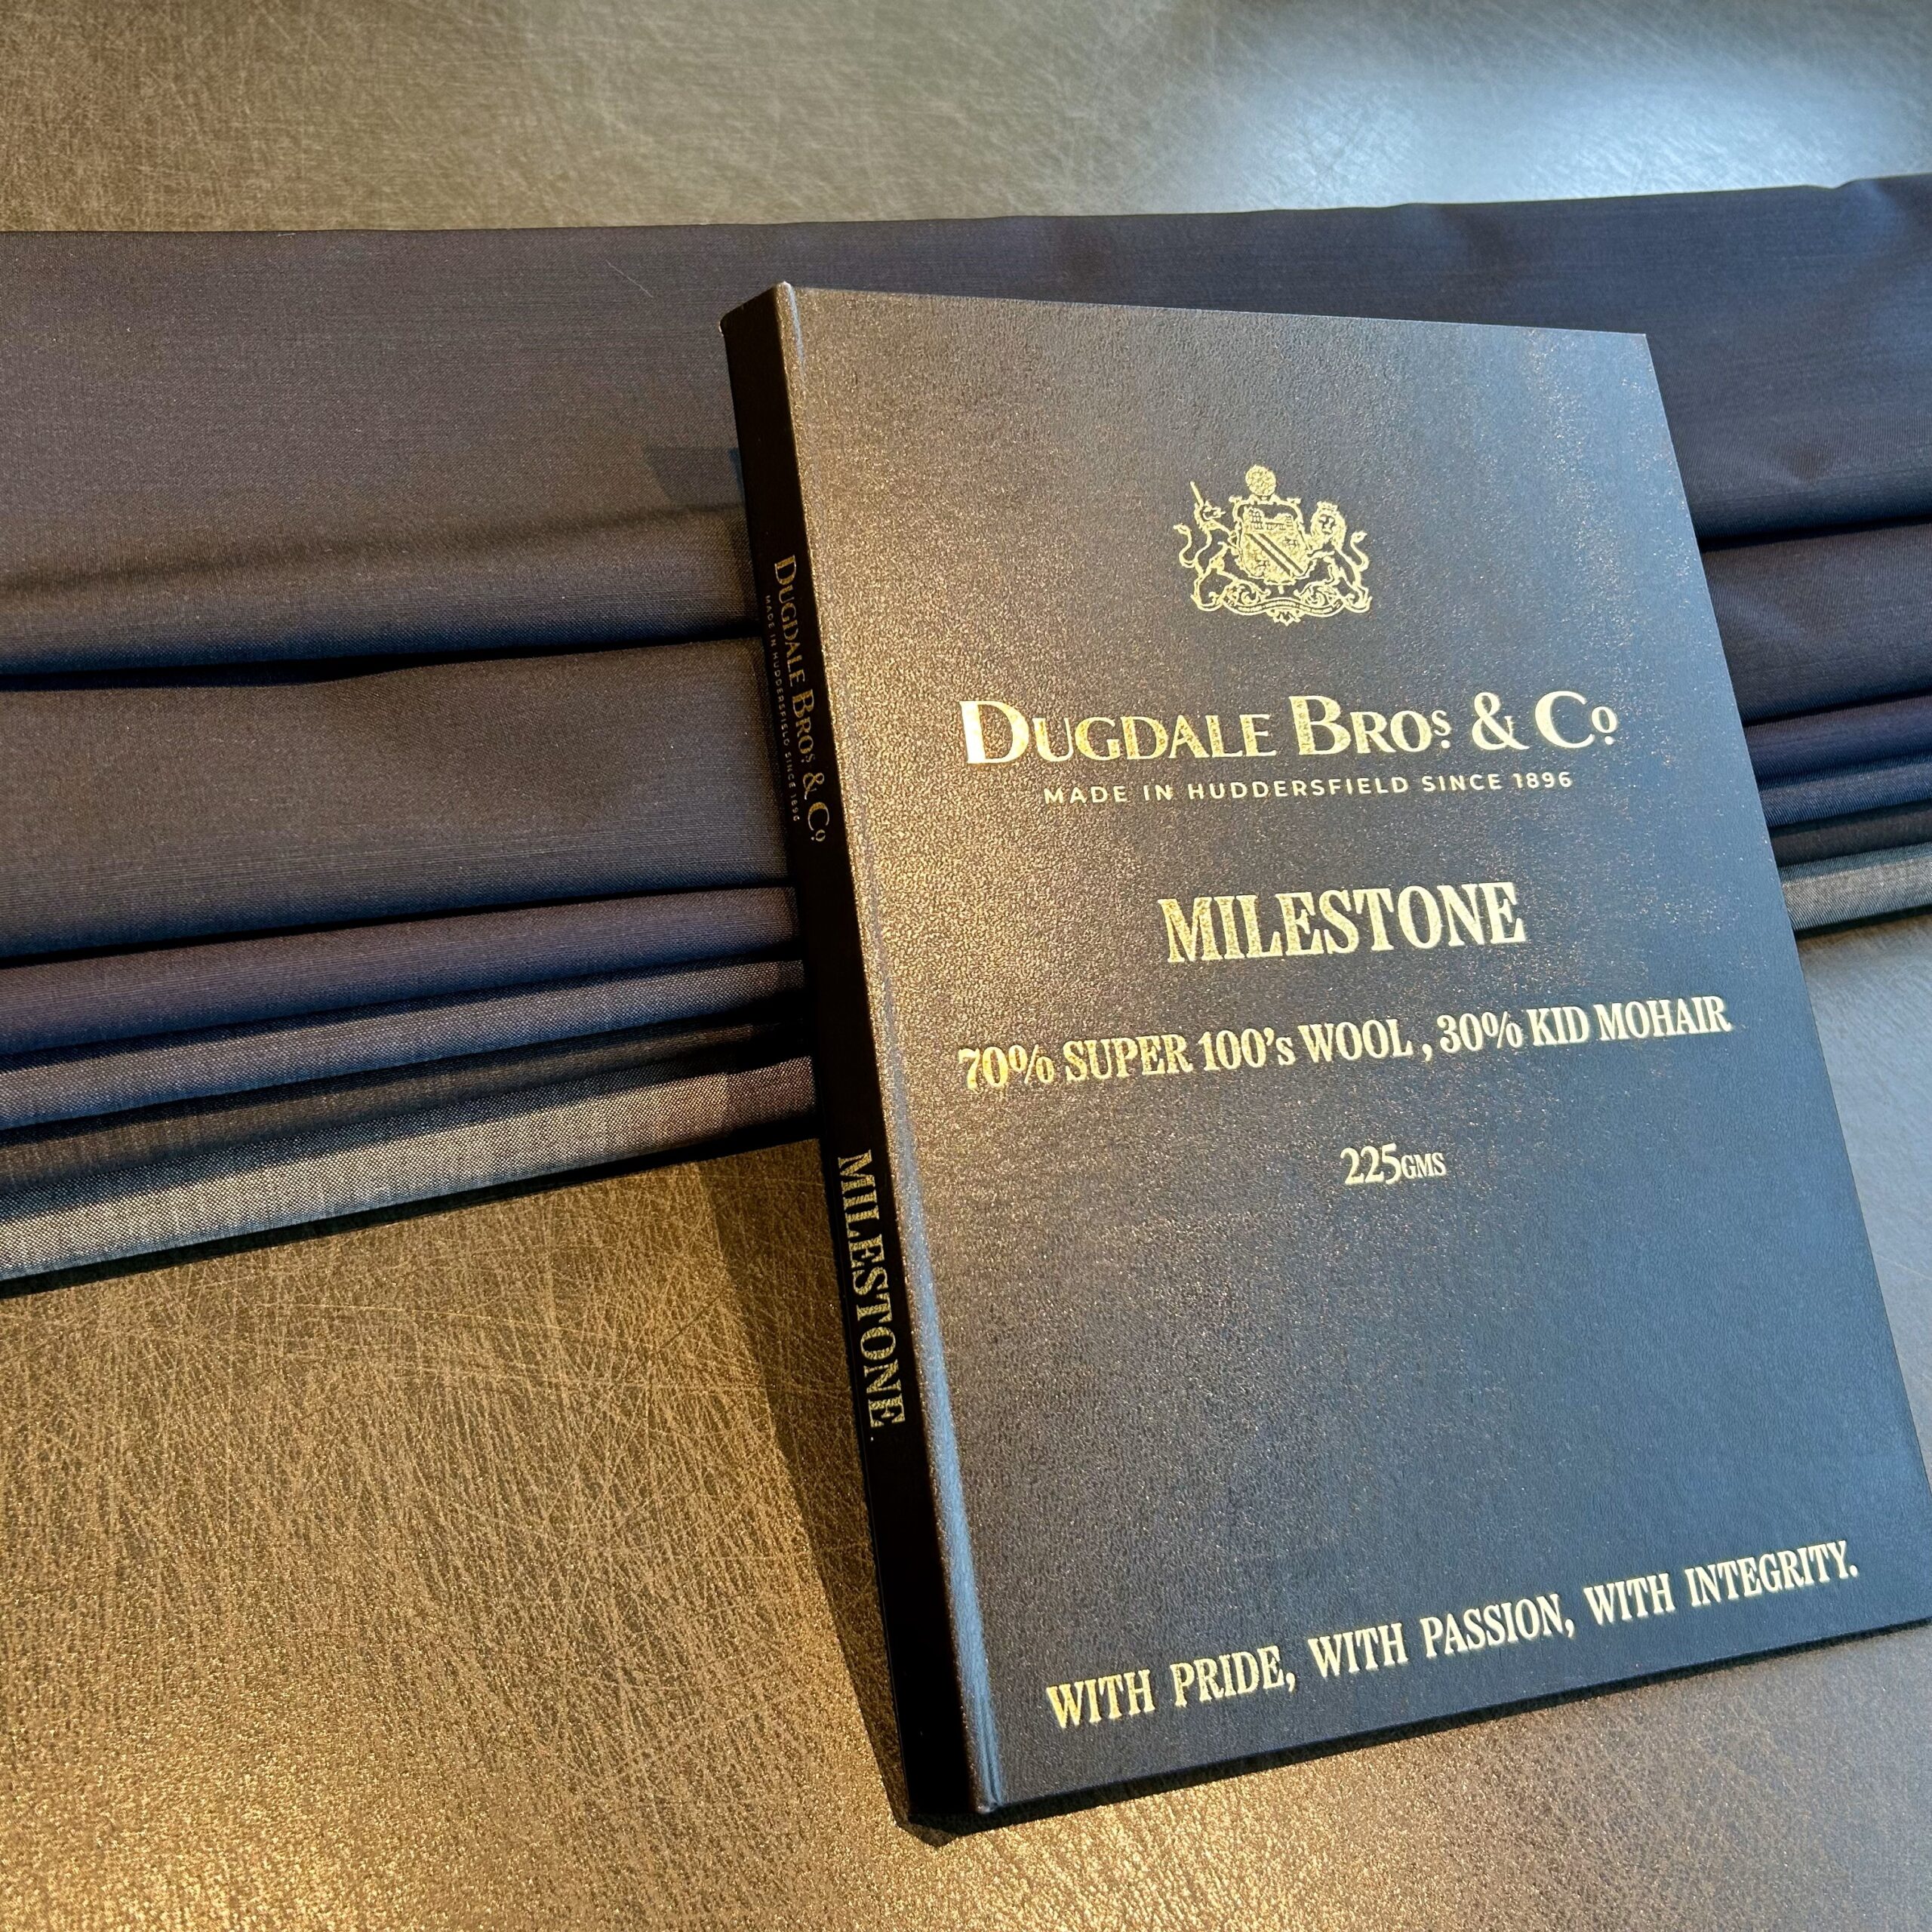 DUGDALE BROS & CO
MADE IN HUDDERSFIELD SINCE 1896
MILESTONE
DUGDALE BROS. & CO.
MADE IN HUDDERSFIELD SINCE 1896
MILESTONE
70% SUPER 100's WOOL , 30% KID MOHAIR
225GMS
WITH PRIDE, WITH PASSION, WITH INTEGRITY.